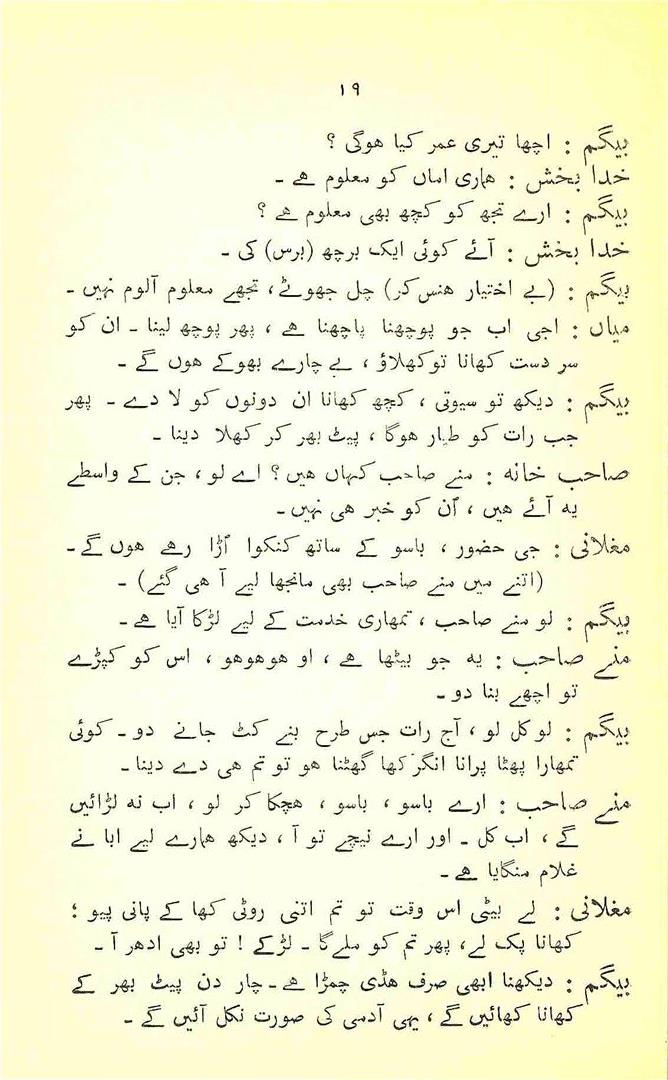 ۱۹
بیگم : اچھا تیری عمر کیا ہوگی ؟
خدا بخش : ہماری اماں کو معلوم ہے ۔
بیگم : ارے تجھ کو کچھ بھی معلوم ہے ؟
خدا بخش : آئے کوئی ایک برچھ (برس) کی ۔
بیگم : (بے اختیار ہنس کر) چل جھوٹے ، تجھے معلوم آلوم نہیں ۔
میاں : اجی اب جو پوچھنا پاچھنا ہے ، پھر پوچھ لینا ۔ ان کو
سر دست کھانا تو کھلاؤ ، بے چارے بھوکے ہوں گے ۔
بیگم : دیکھ تو سیوتی ، کچھ کھانا ان دونوں کو لا دے ۔ پھر
جب رات کو طیار ہوگا ، پیٹ بھر کر کھلا دینا ۔
صاحب خانہ : منے صاحب کہاں ہیں ؟ اے لو ، جن کے واسطے
یہ آئے ہیں ، اُن کو خبر ہی نہیں ۔
مغلانی : جی حضور ، باسو کے ساتھ کنکوا اُڑا رہے ہوں گے ۔
(اتنے میں منے صاحب بھی مانجھا لیے آ ہی گئے) ۔
بیگم : لو منے صاحب ، تمھاری خدمت کے لیے لڑکا آیا ہے ۔
منے صاحب : یہ جو بیٹھا ہے ، او ہوہوہو ، اس کو کپڑے
تو اچھے بنا دو ۔
بیگم : لو کل لو ، آج رات جس طرح بنے کٹ جانے دو ۔ کوئی
تمھارا پھٹا پرانا انگرکھا گھٹنا ہو تو تم ہی دے دینا ۔
منے صاحب : ارے باسو ، باسو ، ہچکا کر لو ، اب نہ لڑائیں
گے ، اب کل ۔ اور ارے نیچے تو آ ، دیکھ ہمارے لیے ابا نے
غلام منگایا ہے ۔
مغلانی : لے بیٹی اس وقت تو تم اتنی روٹی کھا کے پانی پیو ؛
کھانا پک لے ، پھر تم کو ملے گا ۔ لڑکے ! تو بھی ادھر آ ۔
بیگم : دیکھنا ابھی صرف ہڈی چمڑا ہے ۔ چار دن پیٹ بھر کے
کھانا کھائیں گے ، یہی آدمی کی صورت نکل آئیں گے ۔